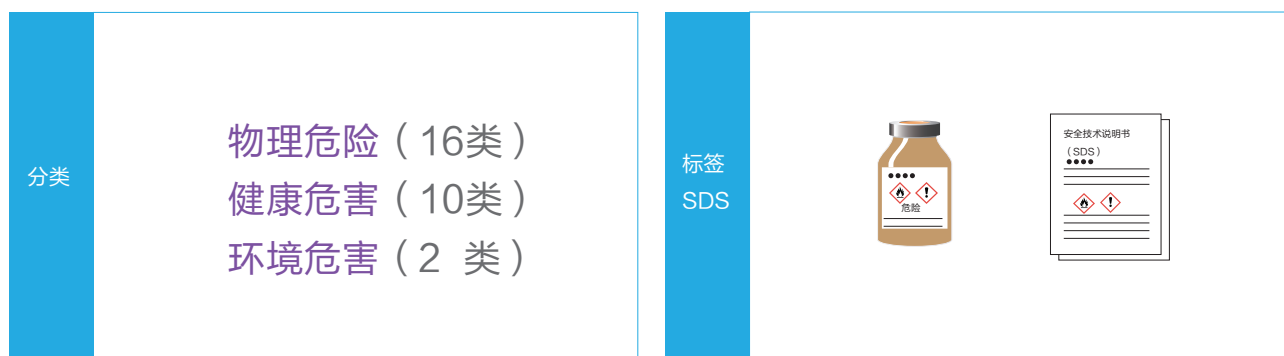 分类
物理危险（16类）
健康危害（10类）
环境危害（2 类）
标签
SDS
危险
安全技术说明书
（SDS）